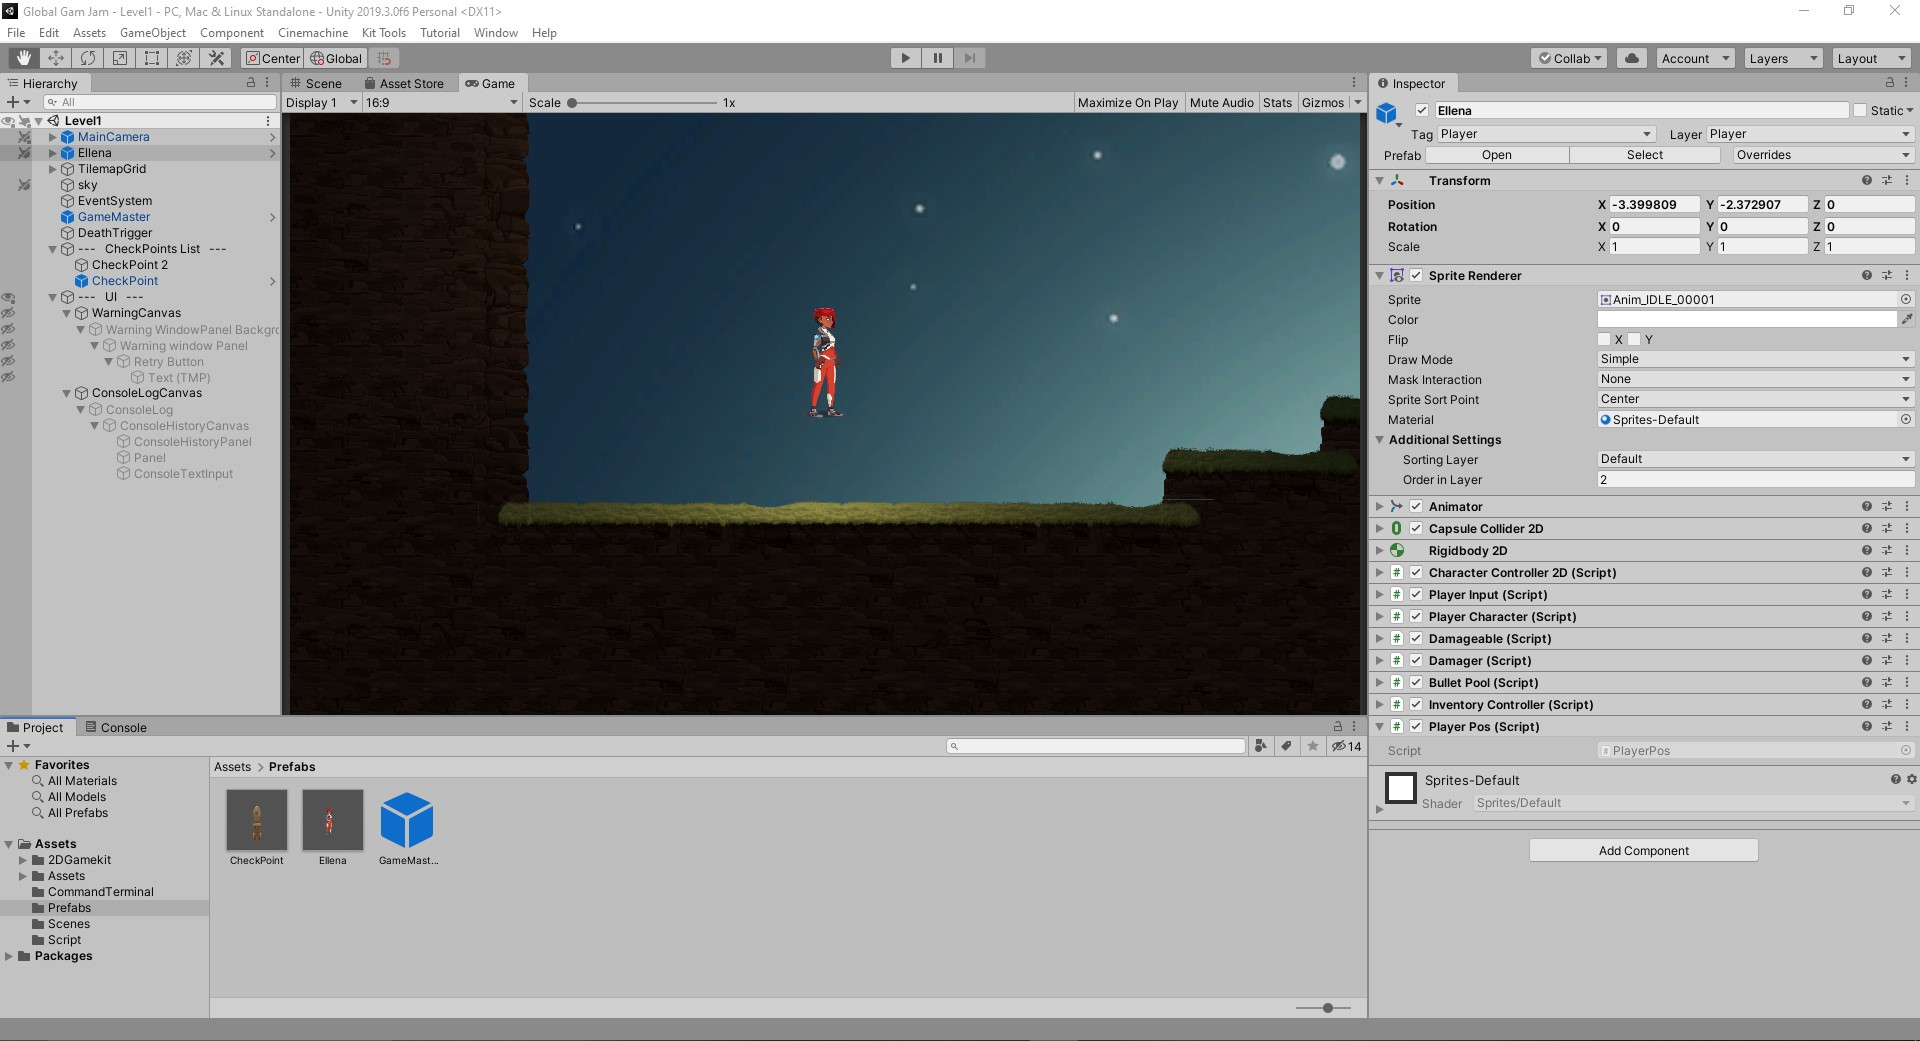 Global Gam Jam - Level1 - PC, Mac & Linux Standalone - Unity 2019.3.0f6 Personal <DX11>
File Edit Assets GameObject Component Cinemachine Kit Tools Tutorial Window Help
Center Global Collab Account Layers Layout
Hierarchy
All
Level1
MainCamera
Ellena
TilemapGrid
sky
EventSystem
GameMaster
DeathTrigger
--- CheckPoints List ---
CheckPoint 2
CheckPoint
--- UI ---
WarningCanvas
Warning WindowPanel Backgro
Warning window Panel
Retry Button
Text (TMP)
ConsoleLogCanvas
ConsoleLog
ConsoleHistoryCanvas
ConsoleHistoryPanel
Panel
ConsoleTextInput
Scene Asset Store Game
Display 1 16:9 Scale 1x Maximize On Play Mute Audio Stats Gizmos
Inspector
Ellena Static
Tag Player Layer Player
Prefab Open Select Overrides
Transform
Position X -3.399809 Y -2.372907 Z 0
Rotation X 0 Y 0 Z 0
Scale X 1 Y 1 Z 1
Sprite Renderer
Sprite Anim_IDLE_00001
Color
Flip X Y
Draw Mode Simple
Mask Interaction None
Sprite Sort Point Center
Material Sprites-Default
Additional Settings
Sorting Layer Default
Order in Layer 2
Animator
Capsule Collider 2D
Rigidbody 2D
Character Controller 2D (Script)
Player Input (Script)
Player Character (Script)
Damageable (Script)
Damager (Script)
Bullet Pool (Script)
Inventory Controller (Script)
Player Pos (Script)
Script PlayerPos
Sprites-Default
Shader Sprites/Default
Add Component
Project Console
14
Favorites
All Materials
All Models
All Prefabs
Assets
2DGamekit
Assets
CommandTerminal
Prefabs
Scenes
Script
Packages
Assets > Prefabs
CheckPoint Ellena GameMast...